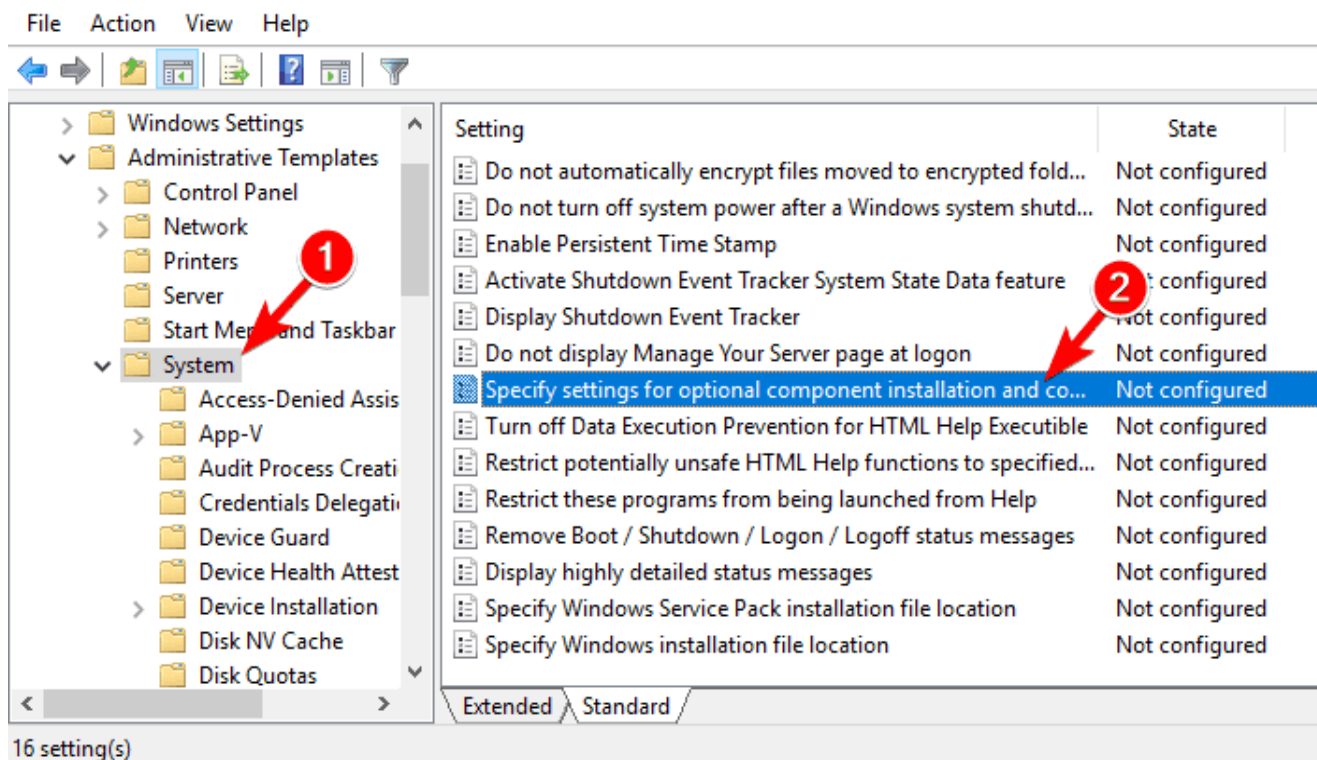 File Action View Help
Windows Settings
Administrative Templates
Control Panel
Network
Printers
Server
Start Menu and Taskbar
System
Access-Denied Assis
App-V
Audit Process Creati
Credentials Delegati
Device Guard
Device Health Attest
Device Installation
Disk NV Cache
Disk Quotas
1
Setting State
Do not automatically encrypt files moved to encrypted fold... Not configured
Do not turn off system power after a Windows system shutd... Not configured
Enable Persistent Time Stamp Not configured
Activate Shutdown Event Tracker System State Data feature Not configured
Display Shutdown Event Tracker Not configured
Do not display Manage Your Server page at logon Not configured
Specify settings for optional component installation and co... Not configured
Turn off Data Execution Prevention for HTML Help Executible Not configured
Restrict potentially unsafe HTML Help functions to specified... Not configured
Restrict these programs from being launched from Help Not configured
Remove Boot / Shutdown / Logon / Logoff status messages Not configured
Display highly detailed status messages Not configured
Specify Windows Service Pack installation file location Not configured
Specify Windows installation file location Not configured
2
Extended Standard
16 setting(s)